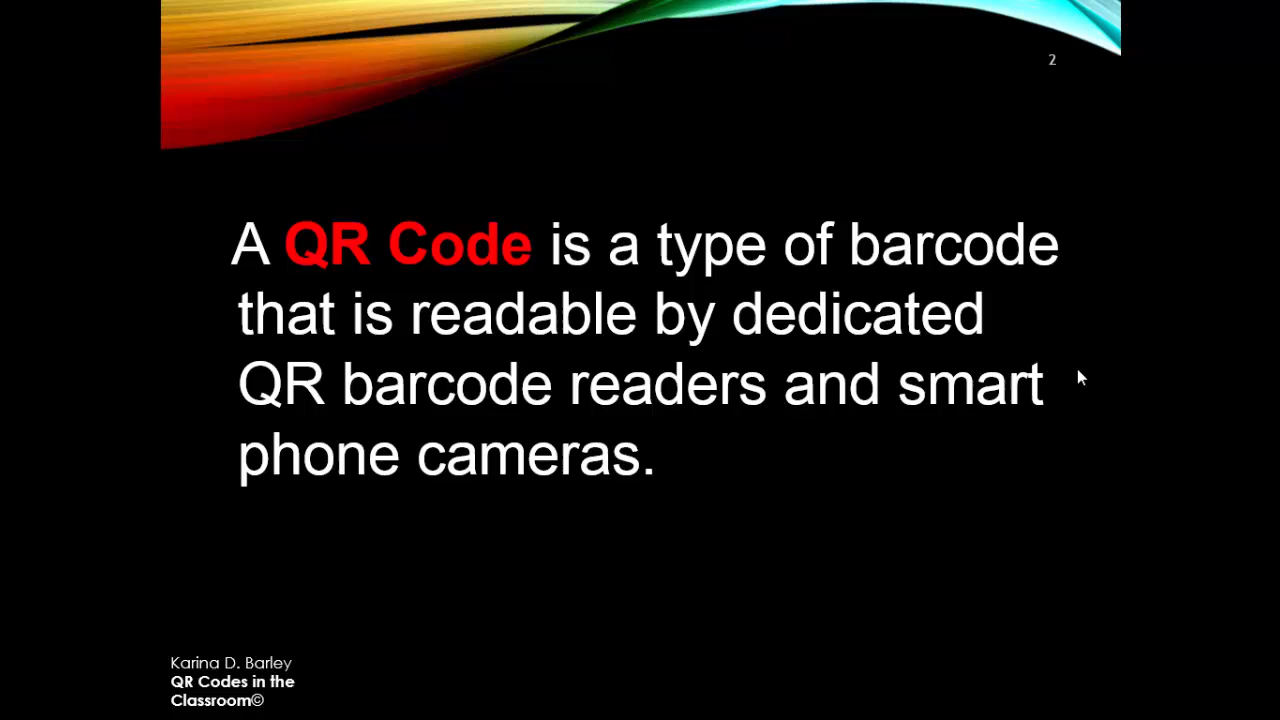 2
A QR Code is a type of barcode
that is readable by dedicated
QR barcode readers and smart
phone cameras.
Karina D. Barley
QR Codes in the
Classroom©